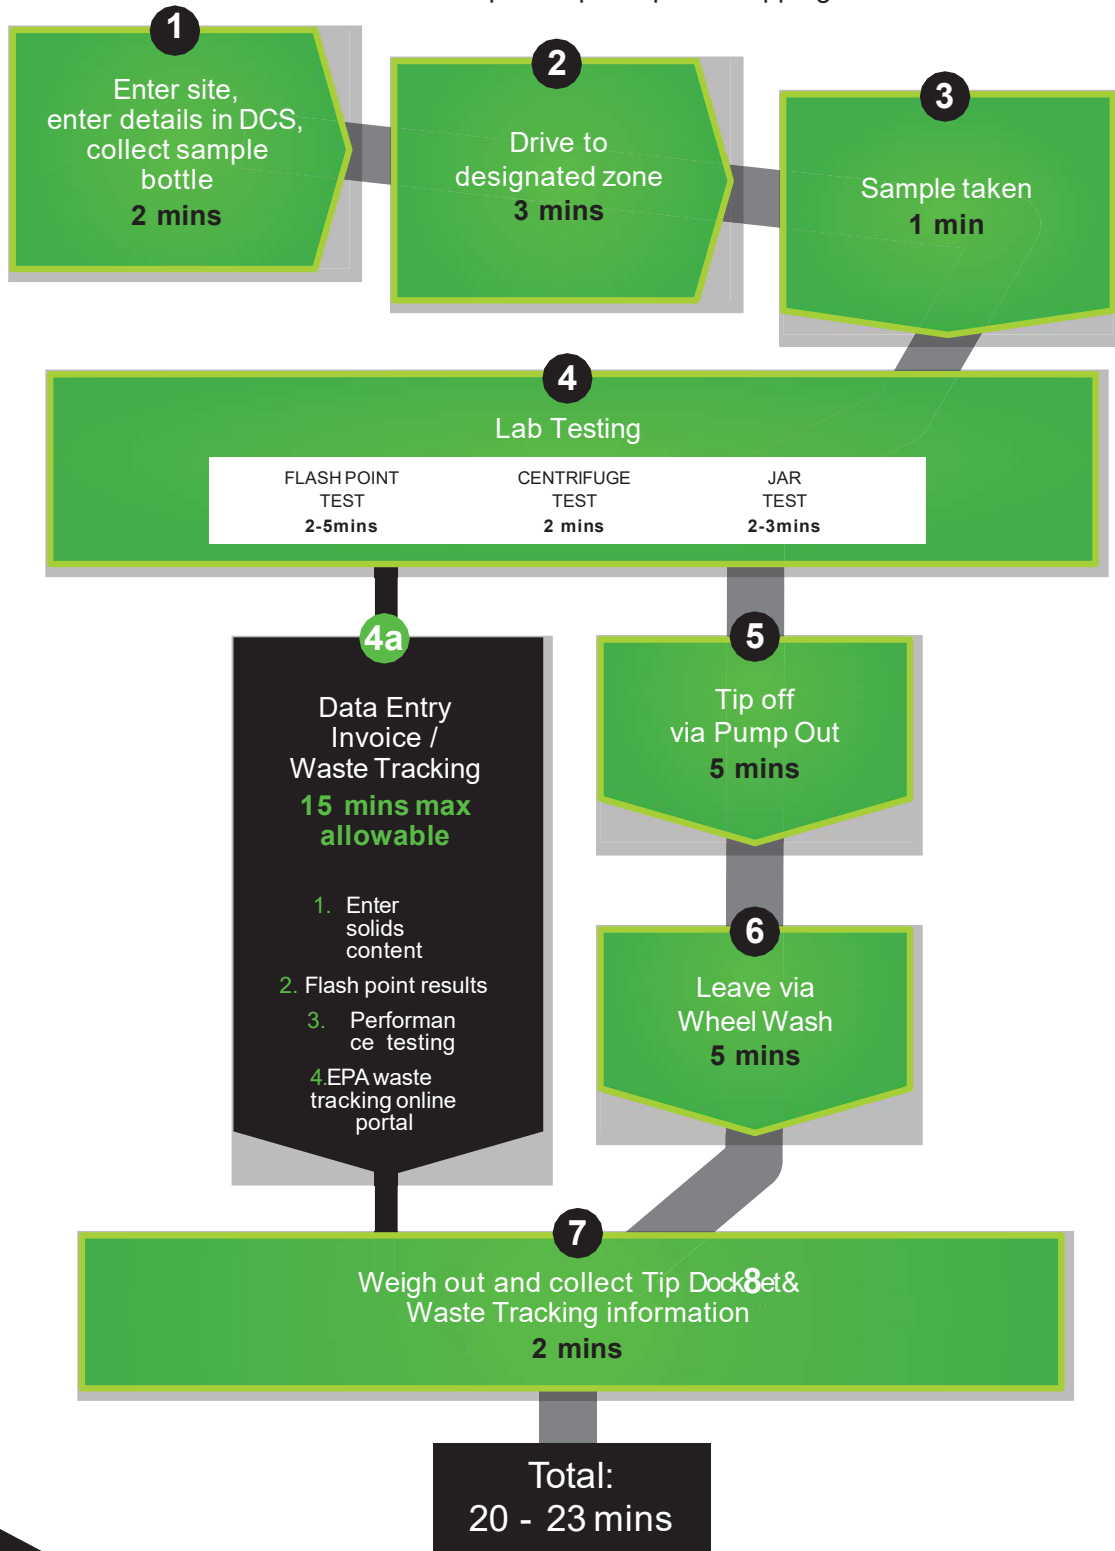 1
Enter site,
enter details in DCS,
collect sample
bottle
2 mins
2
Drive to
designated zone
3 mins
3
Sample taken
1 min
4
Lab Testing
FLASH POINT
TEST
2-5mins
CENTRIFUGE
TEST
2 mins
JAR
TEST
2-3mins
4a
Data Entry
Invoice /
Waste Tracking
15 mins max
allowable
1. Enter
solids
content
2. Flash point results
3. Performan
ce testing
4.EPA waste
tracking online
portal
5
Tip off
via Pump Out
5 mins
6
Leave via
Wheel Wash
5 mins
7
Weigh out and collect Tip Dock8et&
Waste Tracking information
2 mins
Total:
20 - 23 mins